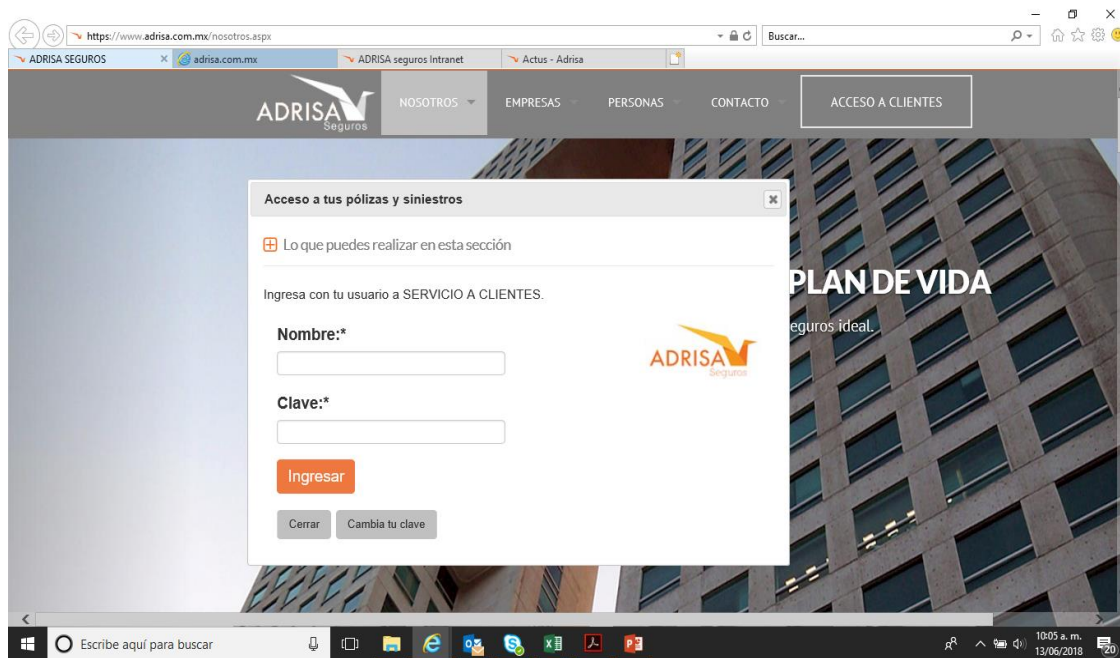 https://www.adrisa.com.mx/nosotros.aspx
Buscar...
ADRISA SEGUROS
adrisa.com.mx
ADRISA seguros Intranet
Actus - Adrisa
ADRISA
Seguros
NOSOTROS
EMPRESAS
PERSONAS
CONTACTO
ACCESO A CLIENTES
Acceso a tus pólizas y siniestros
Lo que puedes realizar en esta sección
Ingresa con tu usuario a SERVICIO A CLIENTES.
Nombre:*
ADRISA
Seguros
Clave:*
Ingresar
Cerrar
Cambia tu clave
PLAN DE VIDA
eguros ideal.
Escribe aquí para buscar
10:05 a. m.
13/06/2018
20